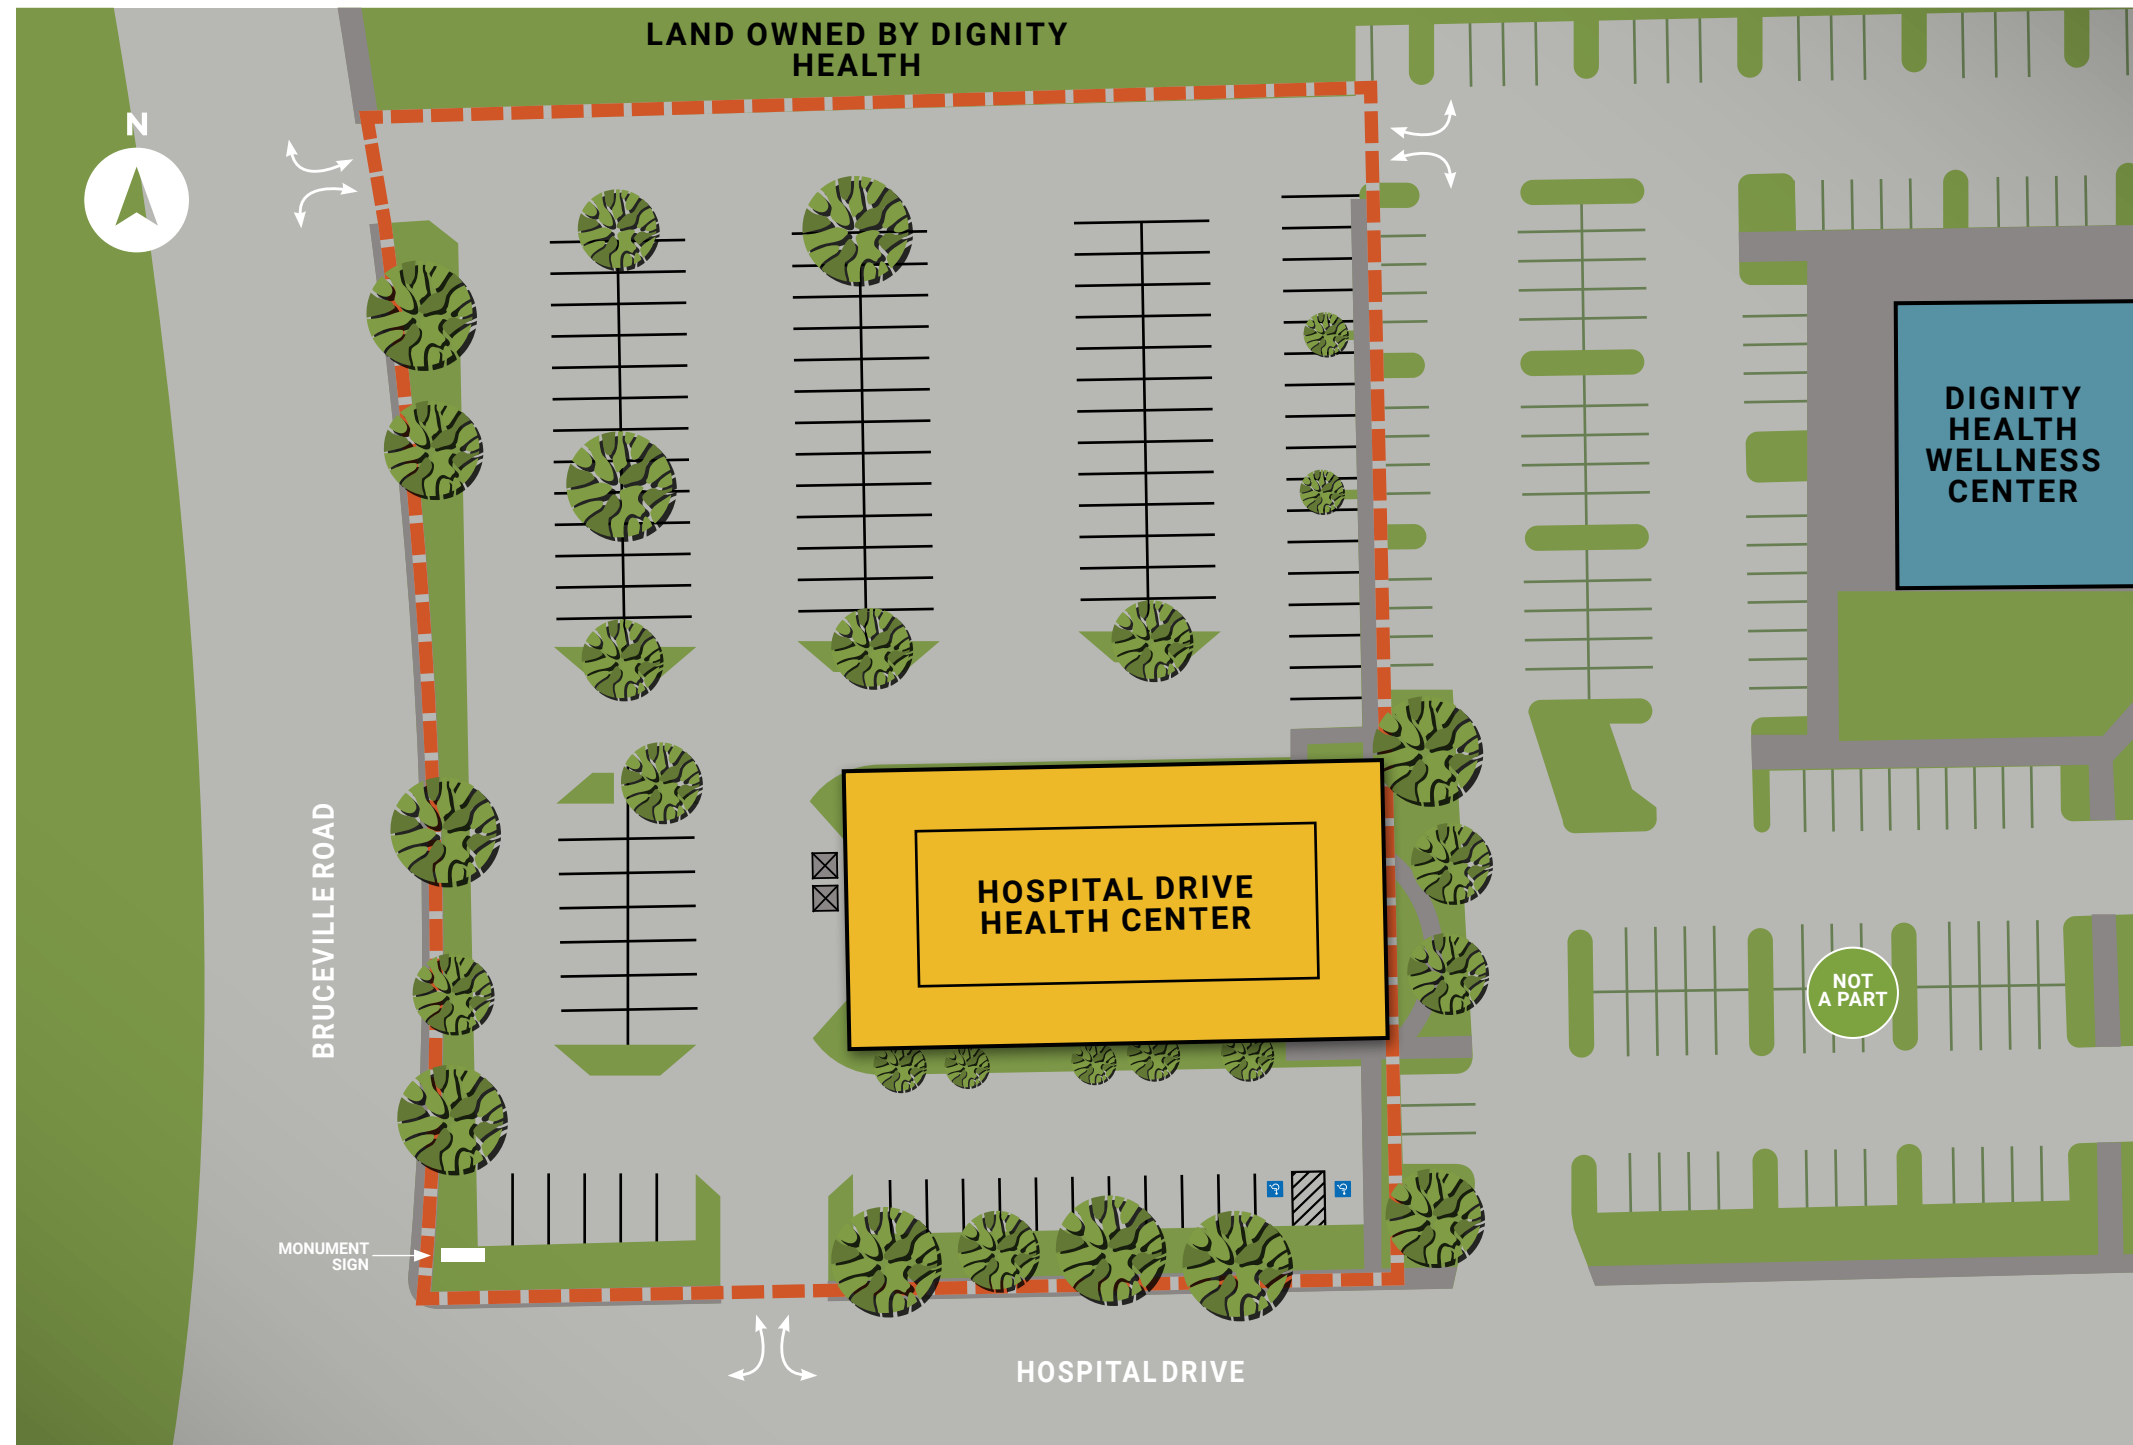 LAND OWNED BY DIGNITY
HEALTH
N
DIGNITY
HEALTH
WELLNESS
CENTER
BRUCEVILLE ROAD
HOSPITAL DRIVE
HEALTH CENTER
NOT
A PART
MONUMENT
SIGN
HOSPITAL DRIVE